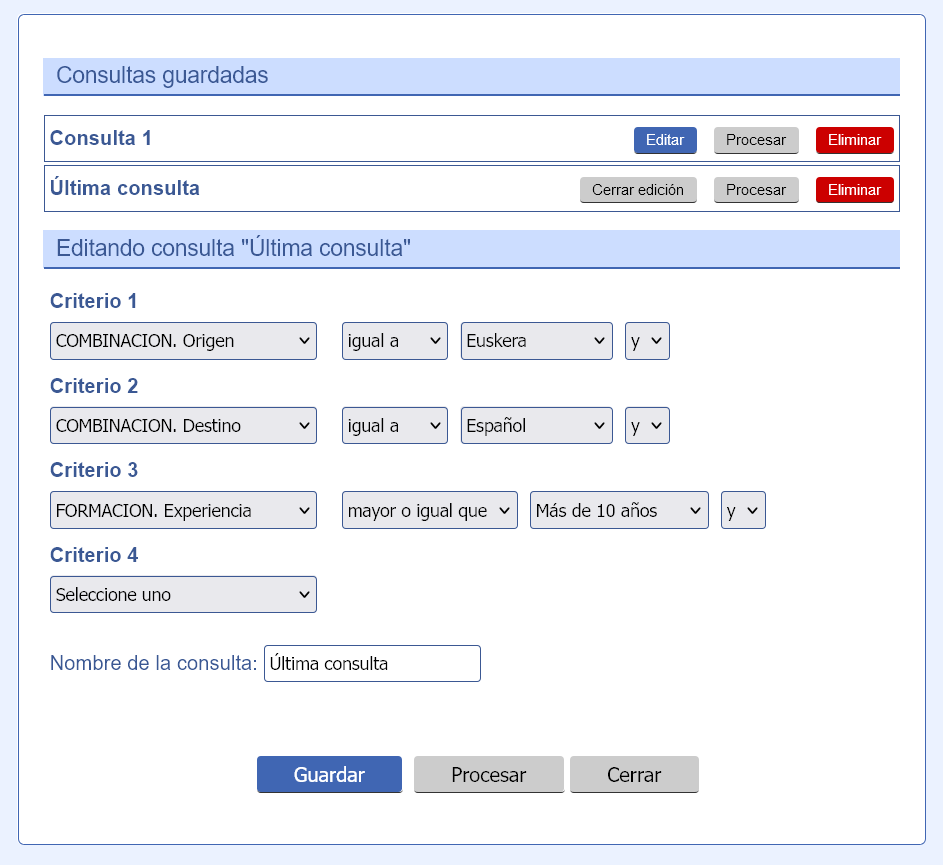 Consultas guardadas
Consulta 1 Editar Procesar Eliminar
Última consulta Cerrar edición Procesar Eliminar
Editando consulta "Última consulta"
Criterio 1
COMBINACION. Origen igual a Euskera y
Criterio 2
COMBINACION. Destino igual a Español y
Criterio 3
FORMACION. Experiencia mayor o igual que Más de 10 años y
Criterio 4
Seleccione uno
Nombre de la consulta: Última consulta
Guardar Procesar Cerrar